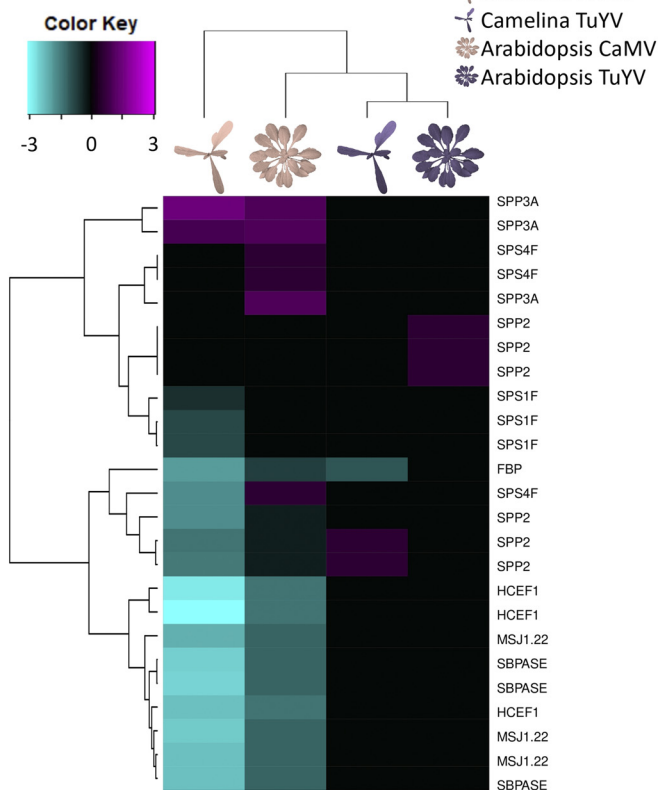 Color Key
-3 0 3
Camelina TuYV
Arabidopsis CaMV
Arabidopsis TuYV
SPP3A
SPP3A
SPS4F
SPS4F
SPP3A
SPP2
SPP2
SPP2
SPS1F
SPS1F
SPS1F
FBP
SPS4F
SPP2
SPP2
SPP2
HCEF1
HCEF1
MSJ1.22
SBPASE
SBPASE
HCEF1
MSJ1.22
MSJ1.22
SBPASE